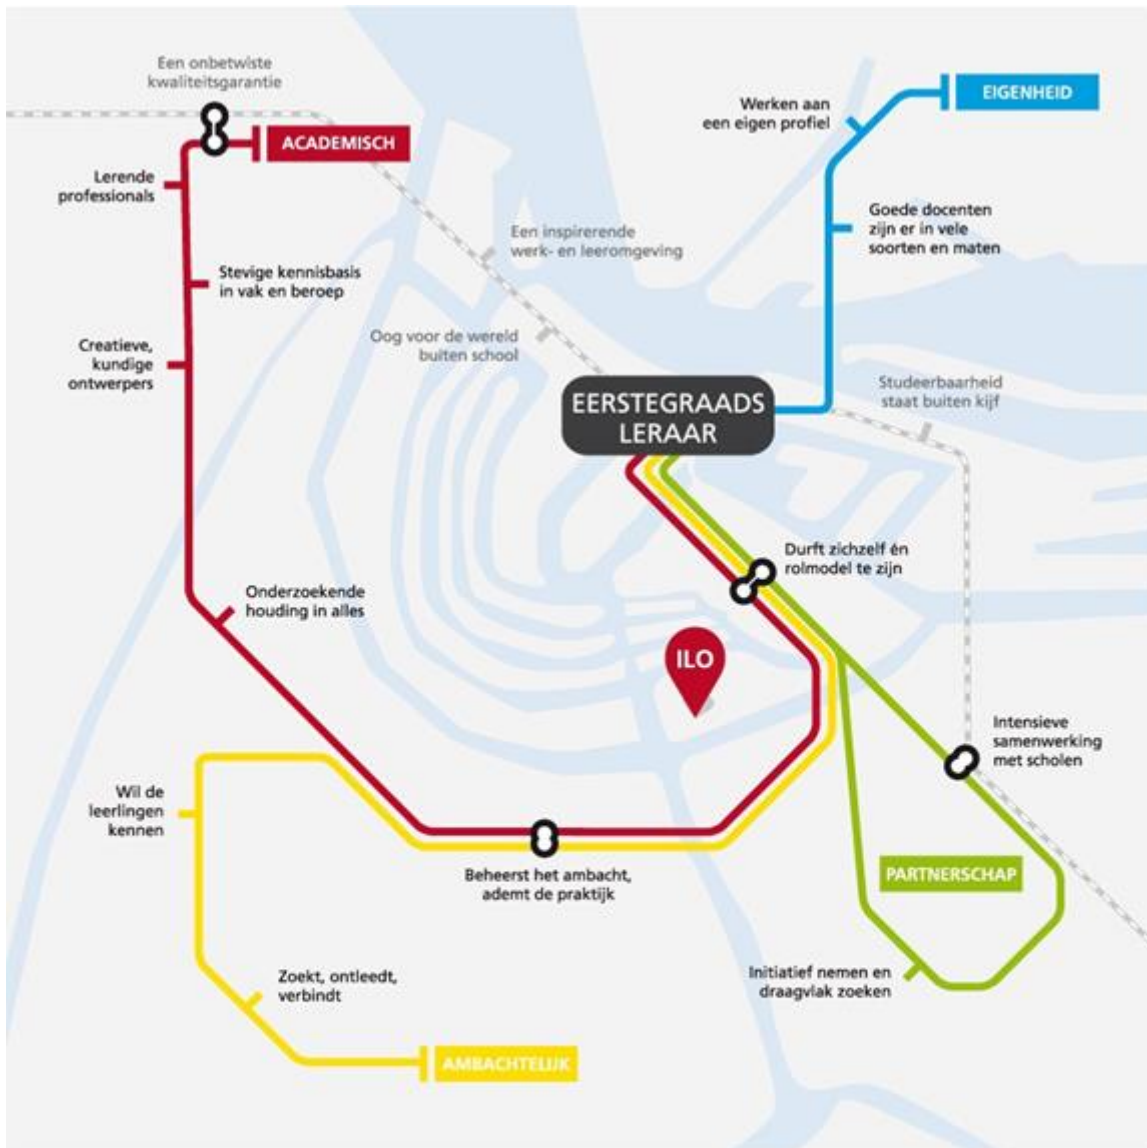 Een onbetwiste
kwaliteitsgarantie
ACADEMISCH
Lerende
professionals
Stevige kennisbasis
in vak en beroep
Creatieve,
kundige
ontwerpers
Onderzoekende
houding in alles
Een inspirerende
werk- en leeromgeving
Oog voor de wereld
buiten school
EIGENHEID
Werken aan
een eigen profiel
Goede docenten
zijn er in vele
soorten en maten
EERSTEGRAADS
LERAAR
Studeerbaarheid
staat buiten kijf
Durft zichzelf én
rolmodel te zijn
ILO
Intensieve
samenwerking
met scholen
PARTNERSCHAP
Initiatief nemen en
draagvlak zoeken
Wil de
leerlingen
kennen
Beheerst het ambacht,
ademt de praktijk
Zoekt, ontleedt,
verbindt
AMBACHTELIJK